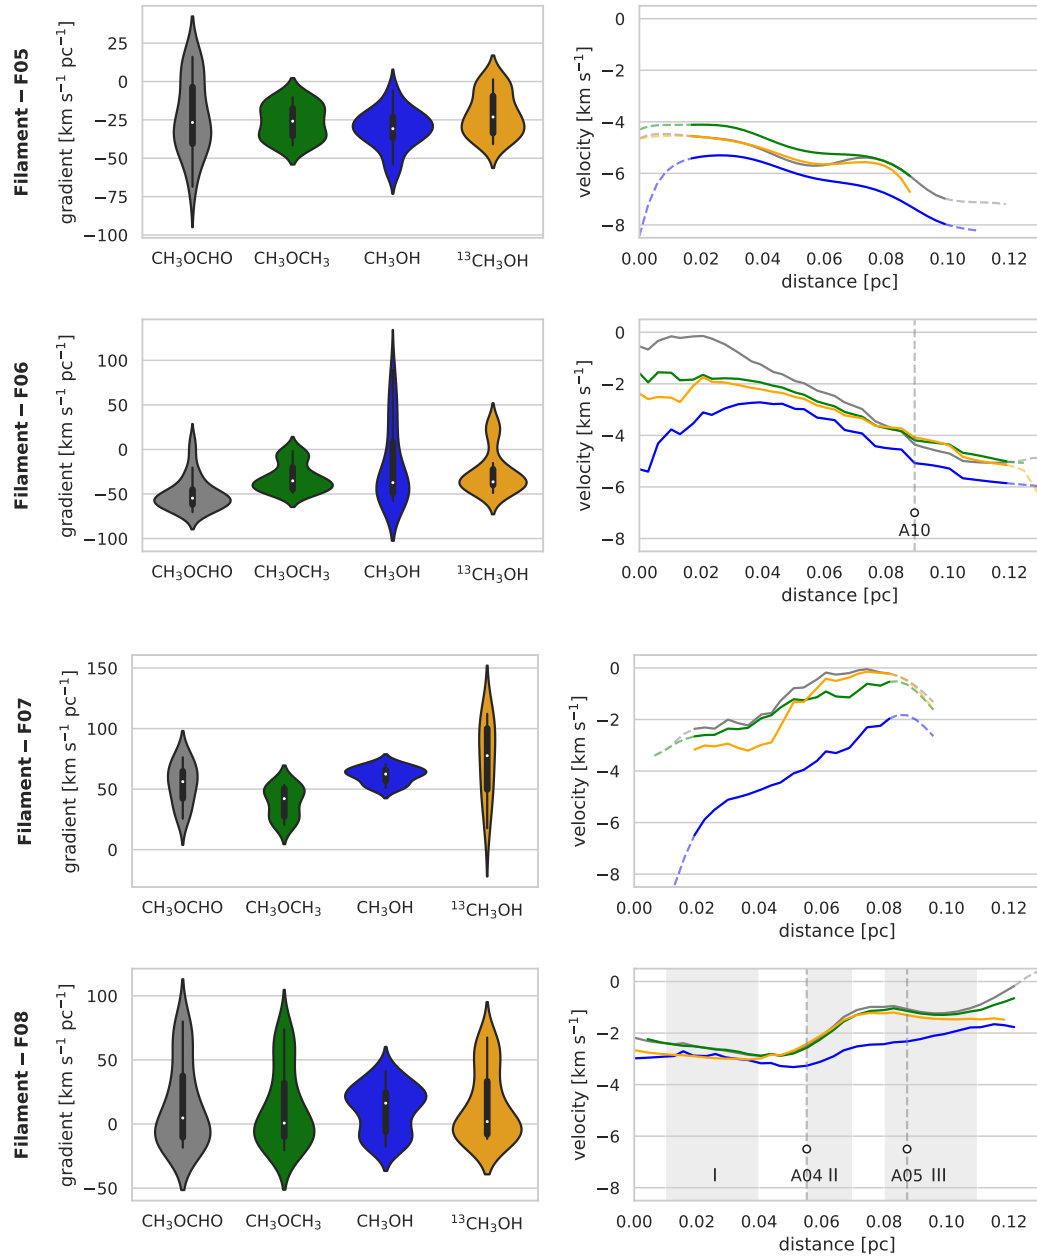 Filament – F05
gradient [km s⁻¹ pc⁻¹]
25
0
−25
−50
−75
−100
CH₃OCHO CH₃OCH₃ CH₃OH ¹³CH₃OH
velocity [km s⁻¹]
0
−2
−4
−6
−8
0.00 0.02 0.04 0.06 0.08 0.10 0.12
distance [pc]
Filament – F06
gradient [km s⁻¹ pc⁻¹]
100
50
0
−50
−100
CH₃OCHO CH₃OCH₃ CH₃OH ¹³CH₃OH
velocity [km s⁻¹]
0
−2
−4
−6
−8
A10
0.00 0.02 0.04 0.06 0.08 0.10 0.12
distance [pc]
Filament – F07
gradient [km s⁻¹ pc⁻¹]
150
100
50
0
CH₃OCHO CH₃OCH₃ CH₃OH ¹³CH₃OH
velocity [km s⁻¹]
0
−2
−4
−6
−8
0.00 0.02 0.04 0.06 0.08 0.10 0.12
distance [pc]
Filament – F08
gradient [km s⁻¹ pc⁻¹]
100
50
0
−50
CH₃OCHO CH₃OCH₃ CH₃OH ¹³CH₃OH
velocity [km s⁻¹]
0
−2
−4
−6
−8
I A04 II A05 III
0.00 0.02 0.04 0.06 0.08 0.10 0.12
distance [pc]